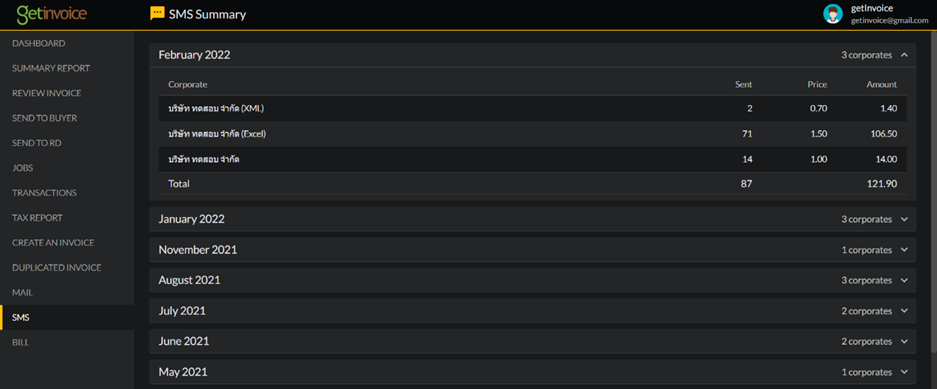 getinvoice
SMS Summary
getInvoice
getinvoice@gmail.com
DASHBOARD
SUMMARY REPORT
REVIEW INVOICE
SEND TO BUYER
SEND TO RD
JOBS
TRANSACTIONS
TAX REPORT
CREATE AN INVOICE
DUPLICATED INVOICE
MAIL
SMS
BILL
February 2022 3 corporates
Corporate Sent Price Amount
บริษัท ทดสอบ จำกัด (XML) 2 0.70 1.40
บริษัท ทดสอบ จำกัด (Excel) 71 1.50 106.50
บริษัท ทดสอบ จำกัด 14 1.00 14.00
Total 87 121.90
January 2022 3 corporates
November 2021 1 corporates
August 2021 3 corporates
July 2021 2 corporates
June 2021 2 corporates
May 2021 1 corporates